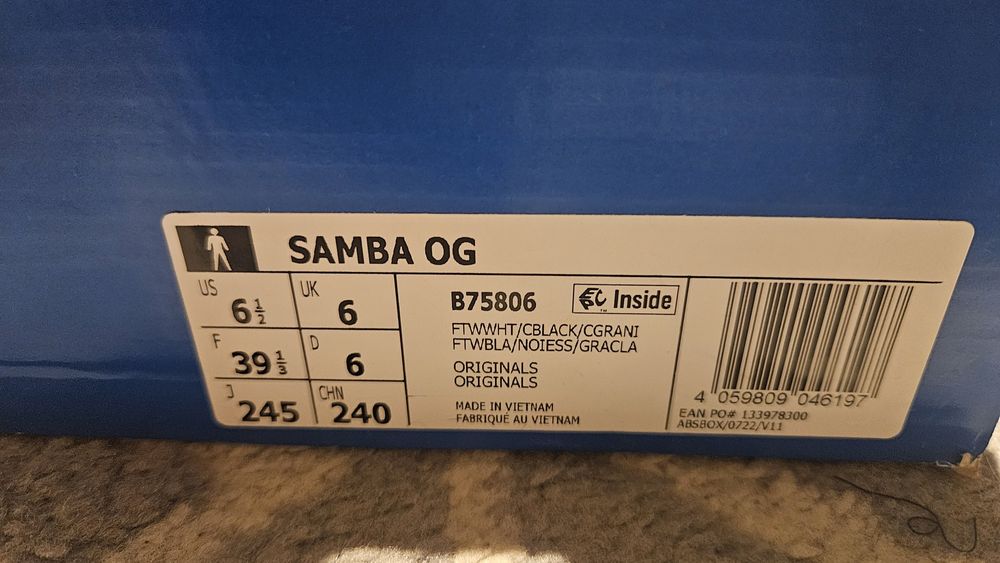 SAMBA OG
US 6 1/2
UK 6
F 39 1/3
D 6
J 245
CHN 240
B75806
EPC Inside
™
FTWWHT/CBLACK/CGRANI
FTWBLA/NOIESS/GRACLA
ORIGINALS
ORIGINALS
MADE IN VIETNAM
FABRIQUÉ AU VIETNAM
4 059809 046197
EAN PO# 133978300
ABSBOX/0722/V11